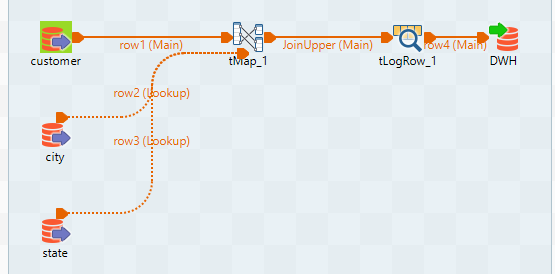 row1 (Main)
JoinUpper (Main)
row4 (Main)
customer
tMap_1
tLogRow_1
DWH
row2 (Lookup)
row3 (Lookup)
city
state